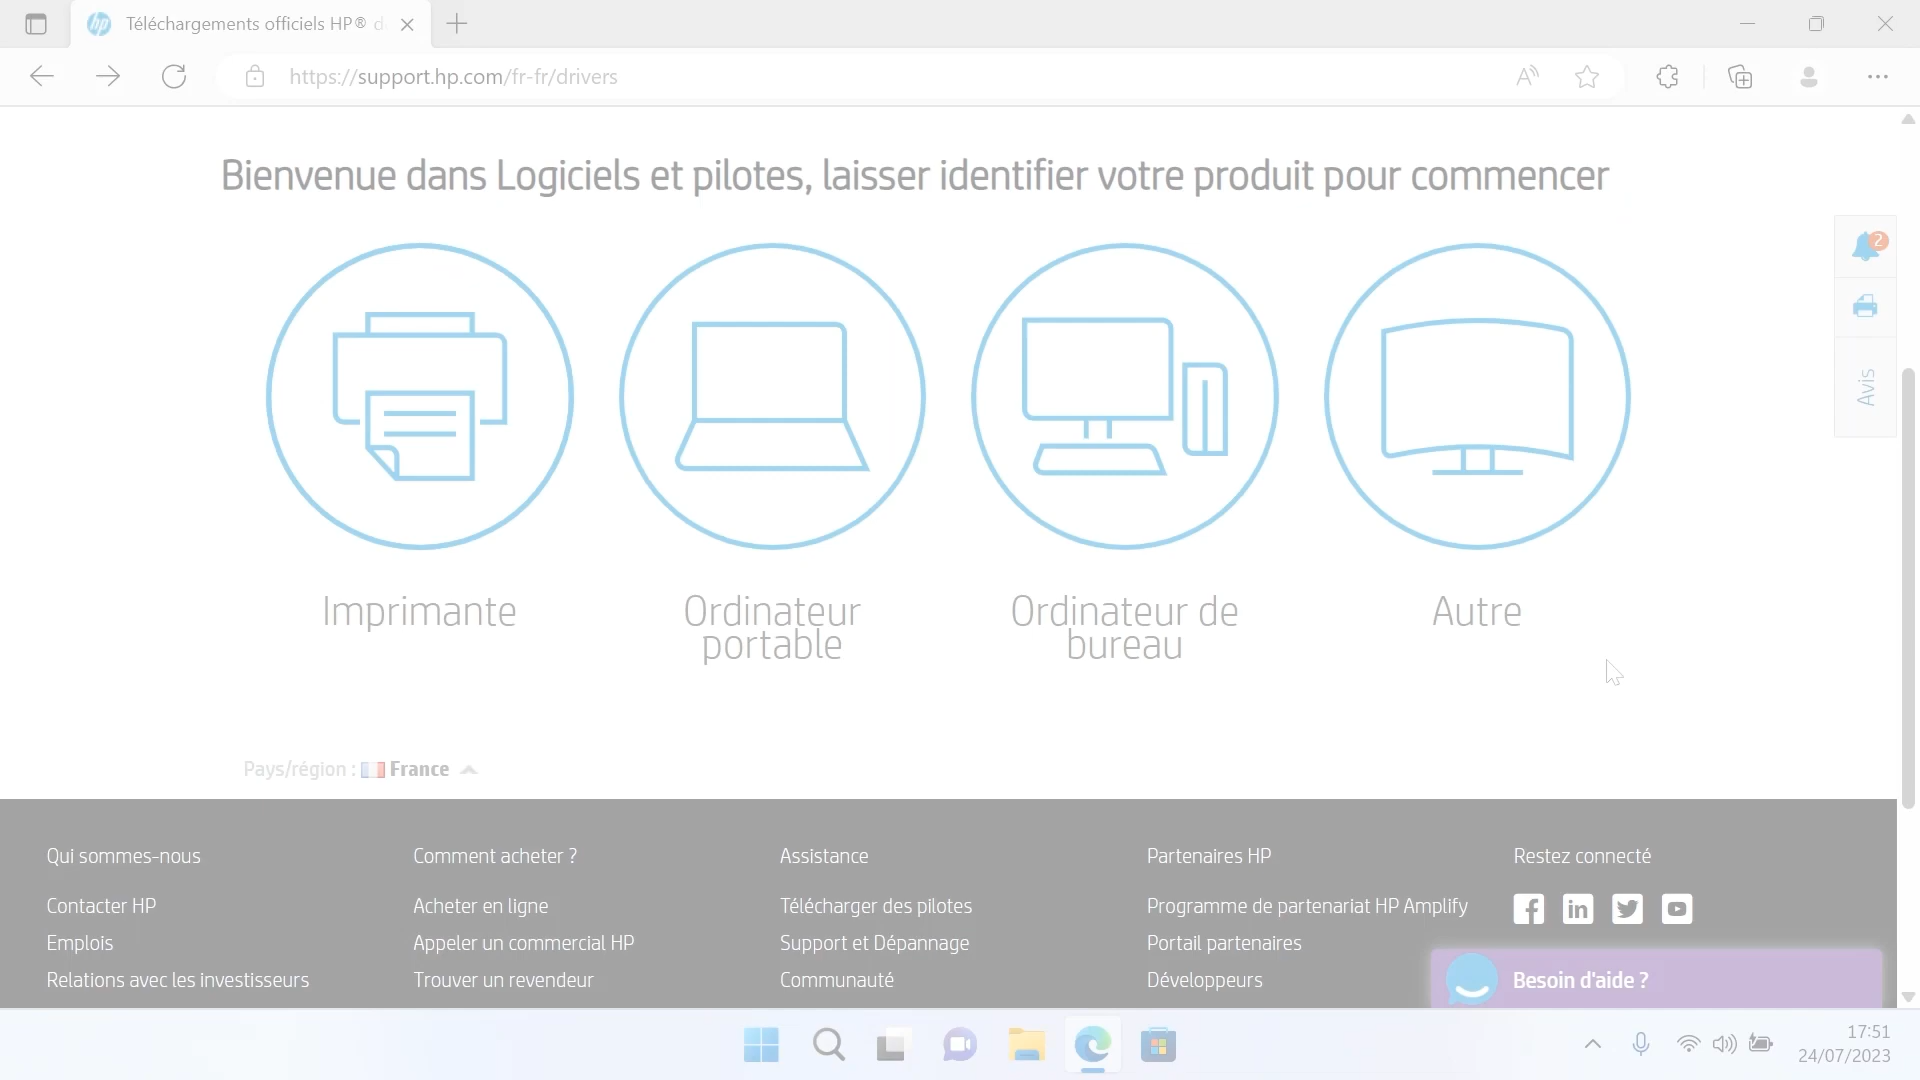 Téléchargements officiels HP® d
https://support.hp.com/fr-fr/drivers
Bienvenue dans Logiciels et pilotes, laisser identifier votre produit pour commencer
2
Avis
Imprimante
Ordinateur
portable
Ordinateur de
bureau
Autre
Pays/région : France
Qui sommes-nous
Contacter HP
Emplois
Relations avec les investisseurs
Comment acheter ?
Acheter en ligne
Appeler un commercial HP
Trouver un revendeur
Assistance
Télécharger des pilotes
Support et Dépannage
Communauté
Partenaires HP
Programme de partenariat HP Amplify
Portail partenaires
Développeurs
Restez connecté
Besoin d'aide ?
17:51
24/07/2023